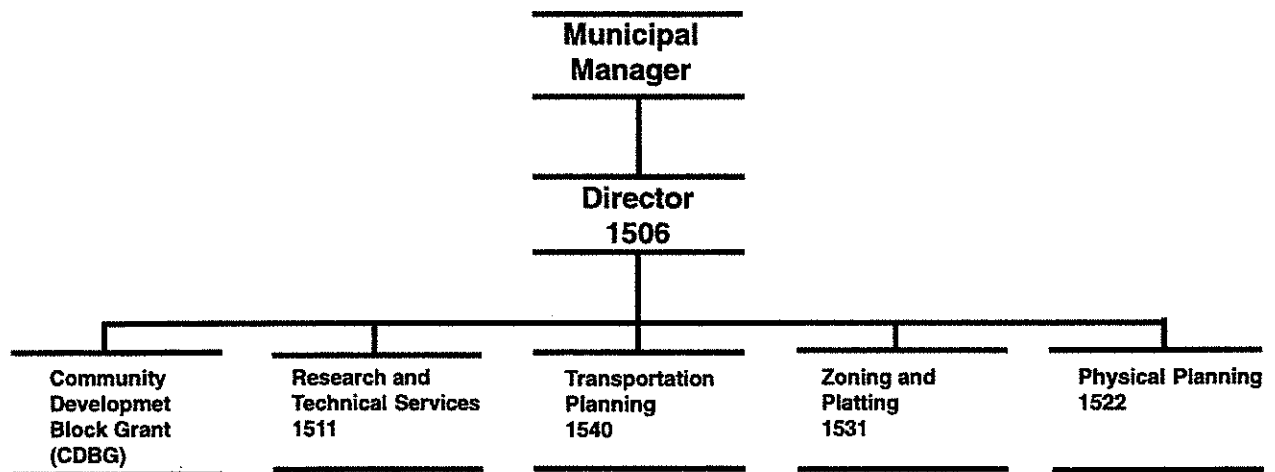 Municipal
Manager
Director
1506
Community
Developmet
Block Grant
(CDBG)
Research and
Technical Services
1511
Transportation
Planning
1540
Zoning and
Platting
1531
Physical Planning
1522